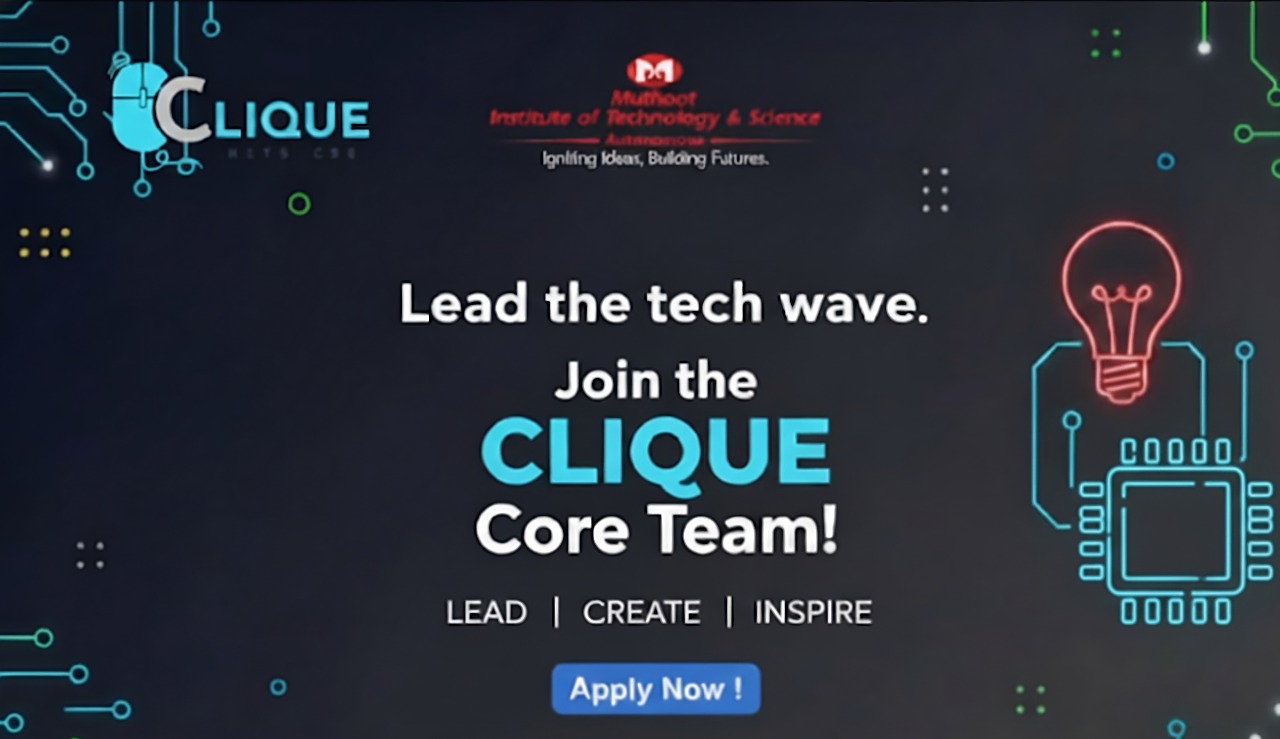 CLIQUE
MITS CSE
Muthoot
Institute of Technology & Science
Autonomous
Igniting Ideas, Building Futures.
Lead the tech wave.
Join the
CLIQUE
Core Team!
LEAD | CREATE | INSPIRE
Apply Now !